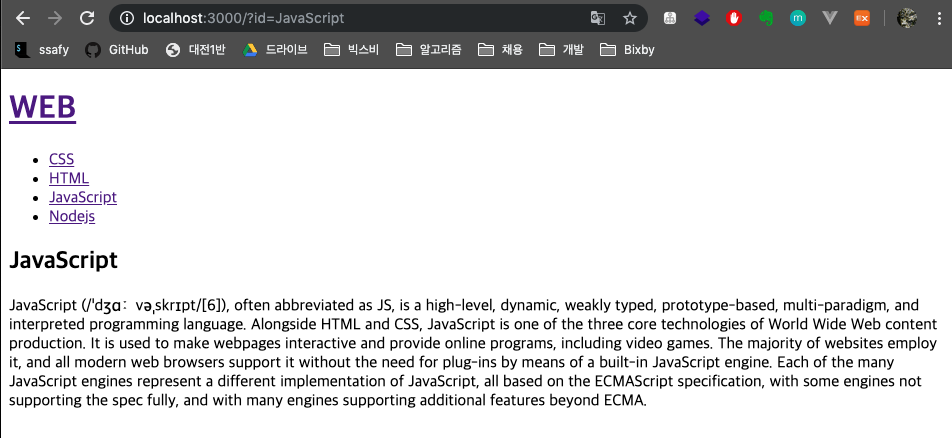 localhost:3000/?id=JavaScript
EX
ssafy GitHub 대전1반 드라이브 빅스비 알고리즘 채용 개발 Bixby
WEB
CSS
HTML
JavaScript
Nodejs
JavaScript
JavaScript (/ˈdʒɑː vəˌskrɪpt/[6]), often abbreviated as JS, is a high-level, dynamic, weakly typed, prototype-based, multi-paradigm, and
interpreted programming language. Alongside HTML and CSS, JavaScript is one of the three core technologies of World Wide Web content
production. It is used to make webpages interactive and provide online programs, including video games. The majority of websites employ
it, and all modern web browsers support it without the need for plug-ins by means of a built-in JavaScript engine. Each of the many
JavaScript engines represent a different implementation of JavaScript, all based on the ECMAScript specification, with some engines not
supporting the spec fully, and with many engines supporting additional features beyond ECMA.